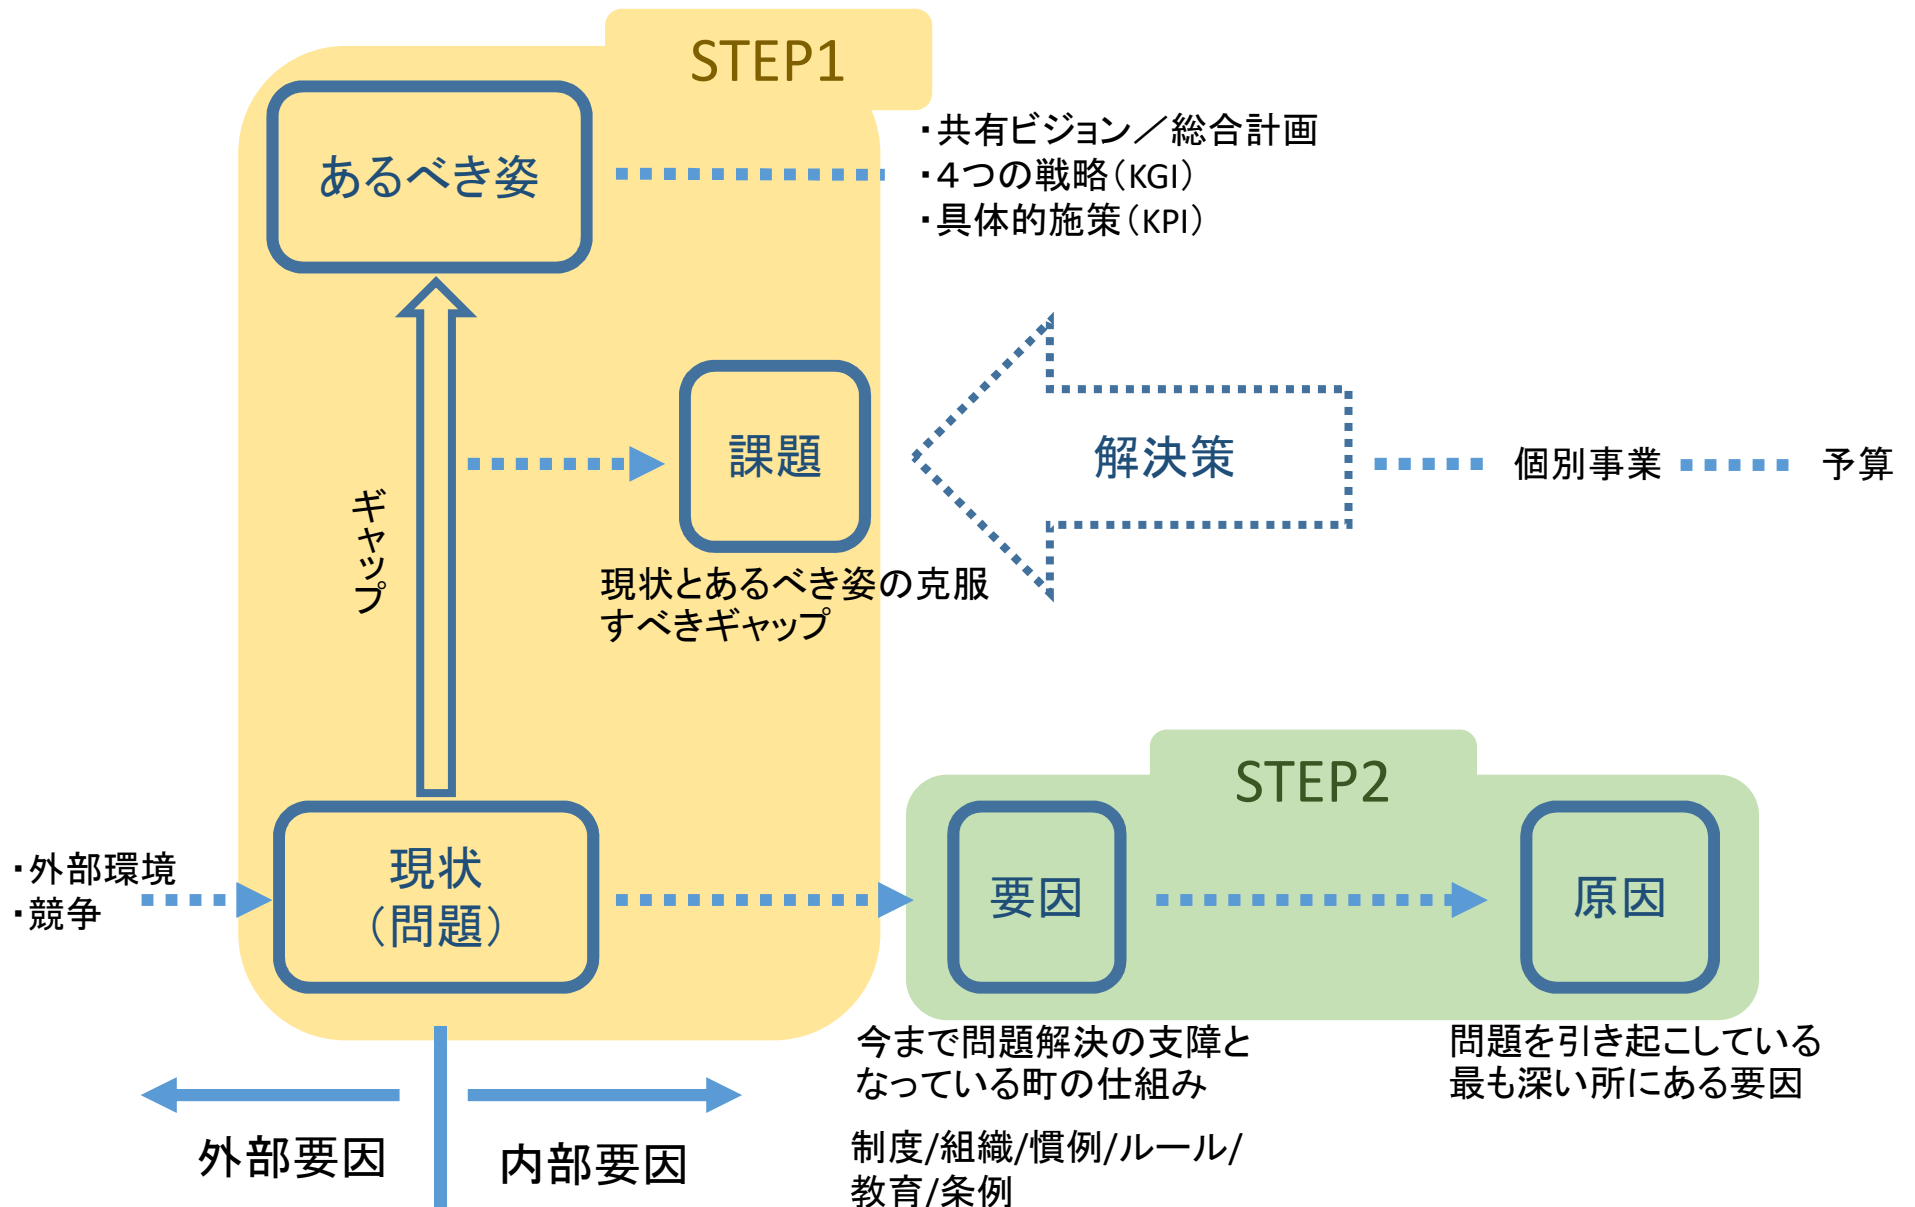 STEP1
あるべき姿
・共有ビジョン／総合計画
・４つの戦略（KGI）
・具体的施策（KPI）
ギャップ
課題
現状とあるべき姿の克服
すべきギャップ
解決策
個別事業
予算
STEP2
・外部環境
・競争
現状
（問題）
要因
原因
今まで問題解決の支障と
なっている町の仕組み
制度/組織/慣例/ルール/
教育/条例
問題を引き起こしている
最も深い所にある要因
外部要因
内部要因